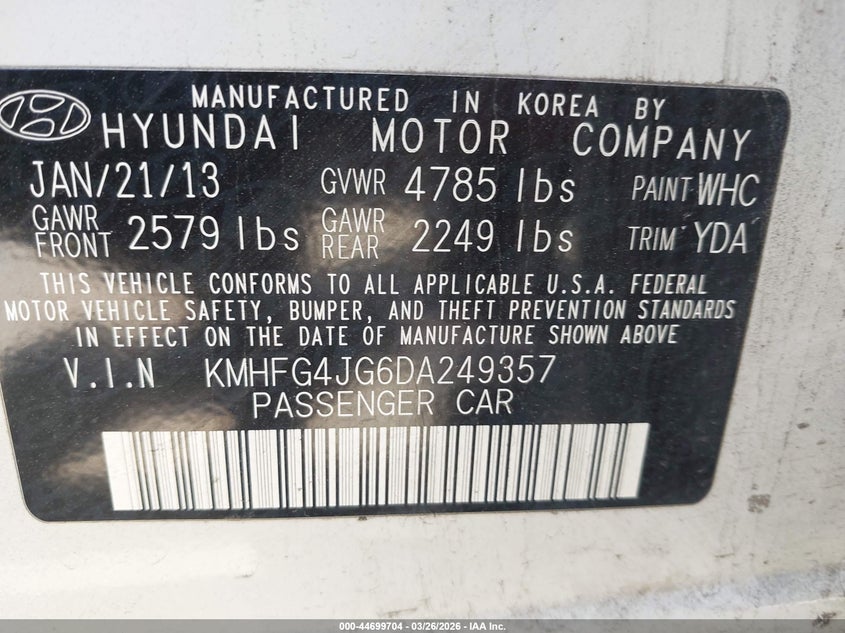 MANUFACTURED IN KOREA BY
HYUNDAI MOTOR COMPANY
JAN/21/13 GVWR 4785 lbs PAINT WHC
GAWR FRONT 2579 lbs GAWR REAR 2249 lbs TRIM YDA
THIS VEHICLE CONFORMS TO ALL APPLICABLE U.S.A. FEDERAL
MOTOR VEHICLE SAFETY, BUMPER, AND THEFT PREVENTION STANDARDS
IN EFFECT ON THE DATE OF MANUFACTURE SHOWN ABOVE
V.I.N KMHFG4JG6DA249357
PASSENGER CAR
000-44699704 | 03/26/2026 | IAA Inc.